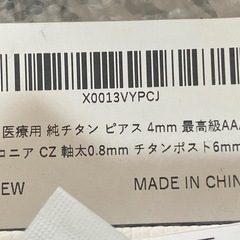 X0013VYPCJ
医療用 純チタン ピアス 4mm 最高級AAA
コニア CZ 軸太0.8mm チタンポスト6mm
EW
MADE IN CHIN